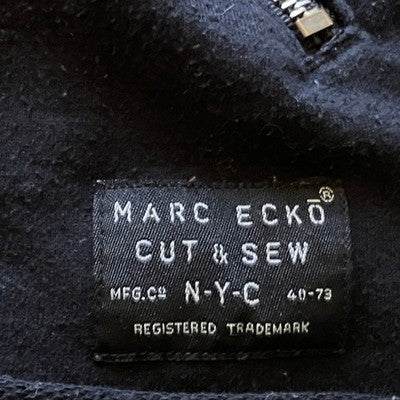 MARC ECKŌ®
CUT & SEW
MFG.Cº N-Y-C 40-73
REGISTERED TRADEMARK